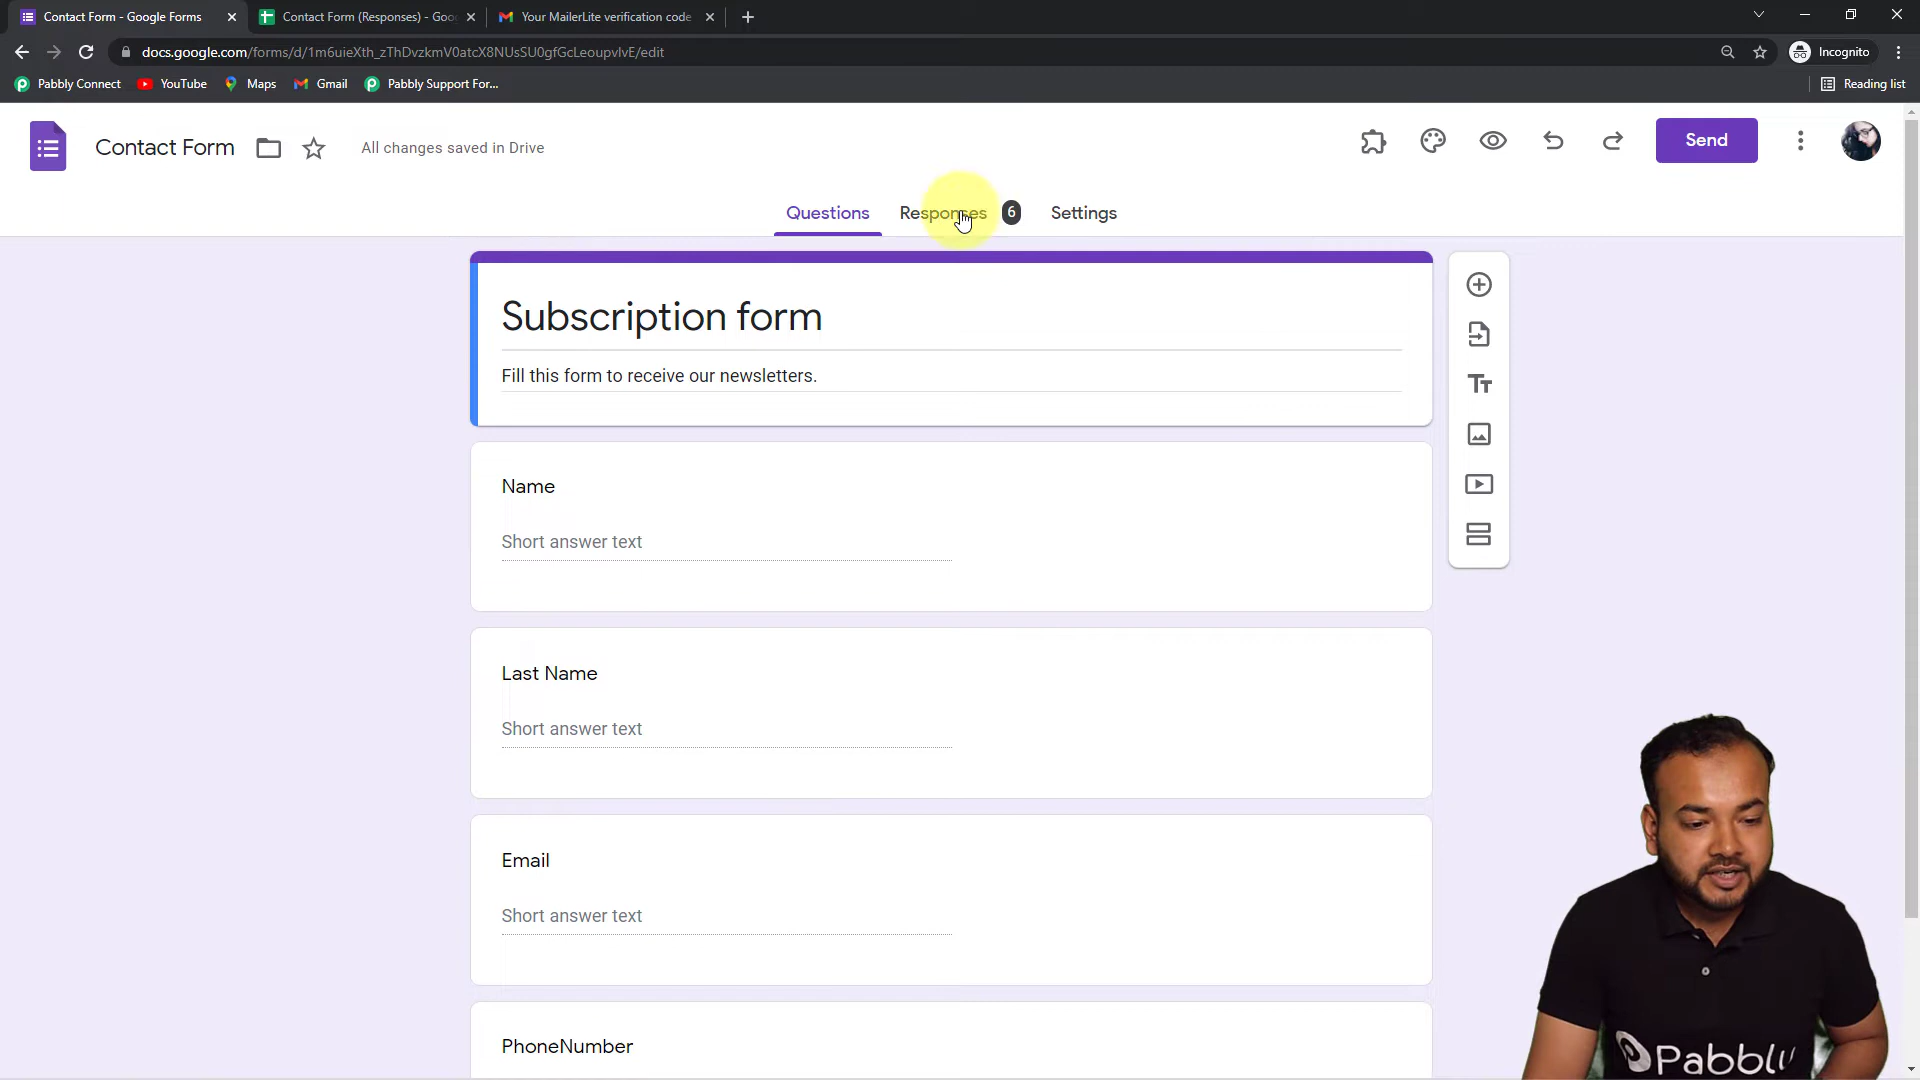 Contact Form - Google Forms
Contact Form (Responses) - Goo
Your MailerLite verification code
docs.google.com/forms/d/1m6uieXth_zThDvzkmV0atcX8NUsSU0gfGcLeoupvlvE/edit
Incognito
Pabbly Connect
YouTube
Maps
Gmail
Pabbly Support For...
Reading list
Contact Form
All changes saved in Drive
Send
Questions
Responses 6
Settings
Subscription form
Fill this form to receive our newsletters.
Tт
Name
Short answer text
Last Name
Short answer text
Email
Short answer text
PhoneNumber
Pabbly